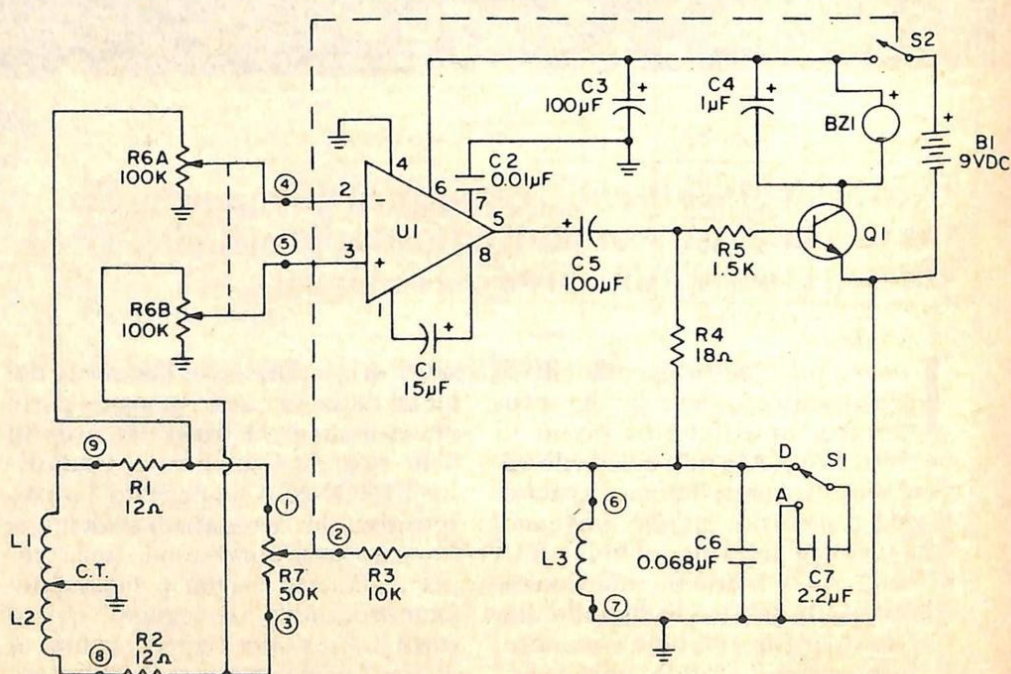 S2
C3
100µF
+
C4
1µF
+
+
BZ1
+
B1
9VDC
R6A
100K
4
2
-
4
6
C2
0.01µF
7
U1
5
5
3
+
8
1
+
C5
100µF
R5
1.5K
Q1
R6B
100K
+
C1
15µF
R4
18Ω
9
R1
12Ω
D
S1
1
6
A
L1
2
C.T.
R7
50K
R3
10K
L3
C6
0.068µF
C7
2.2µF
7
L2
3
R2
12Ω
8